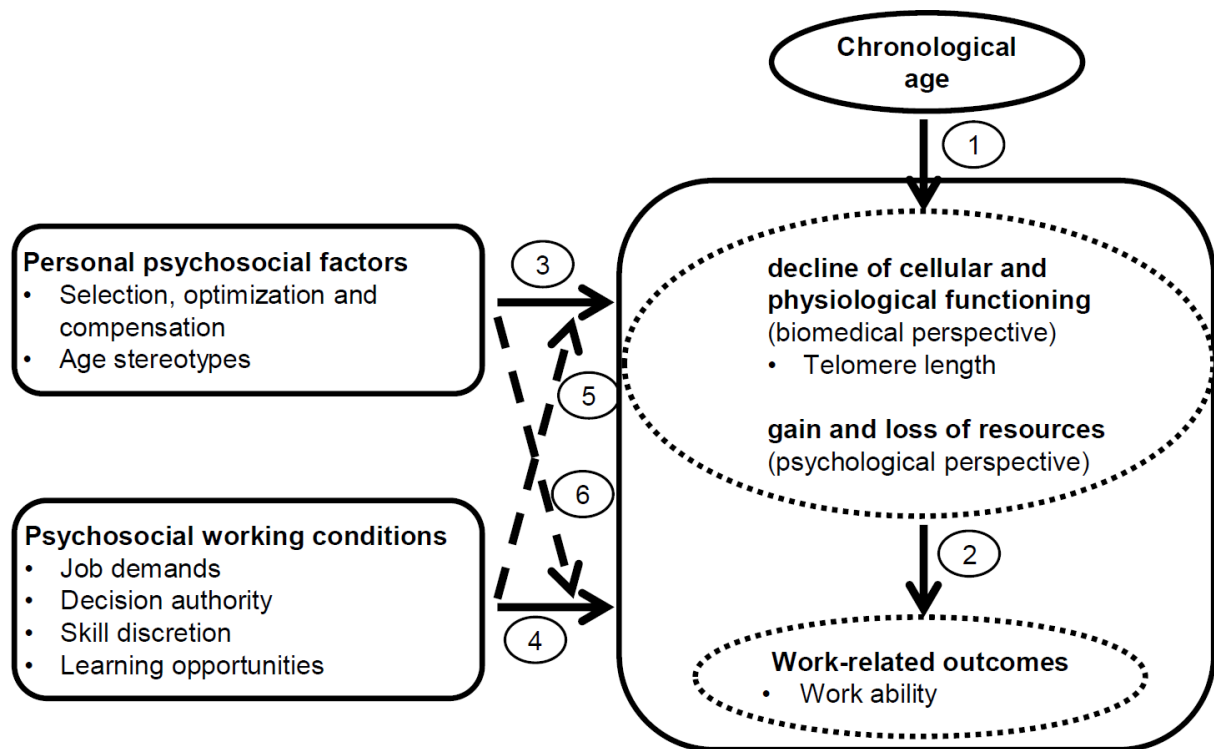 Chronological
age
1
Personal psychosocial factors
• Selection, optimization and
compensation
• Age stereotypes
3
decline of cellular and
physiological functioning
(biomedical perspective)
• Telomere length
5
gain and loss of resources
(psychological perspective)
6
Psychosocial working conditions
• Job demands
• Decision authority
• Skill discretion
• Learning opportunities
4
2
Work-related outcomes
• Work ability